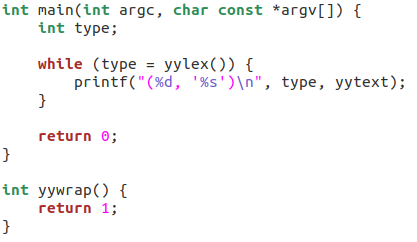 int main(int argc, char const *argv[]) {
    int type;

    while (type = yylex()) {
        printf("(%d, '%s')\n", type, yytext);
    }

    return 0;
}

int yywrap() {
    return 1;
}